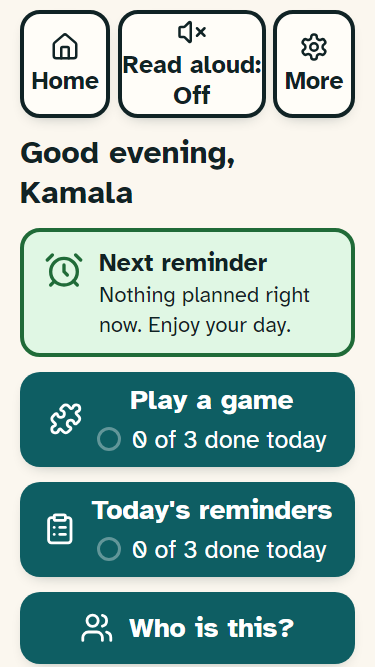 Home
Read aloud:
Off
More
Good evening,
Kamala
Next reminder
Nothing planned right
now. Enjoy your day.
Play a game
0 of 3 done today
Today's reminders
0 of 3 done today
Who is this?